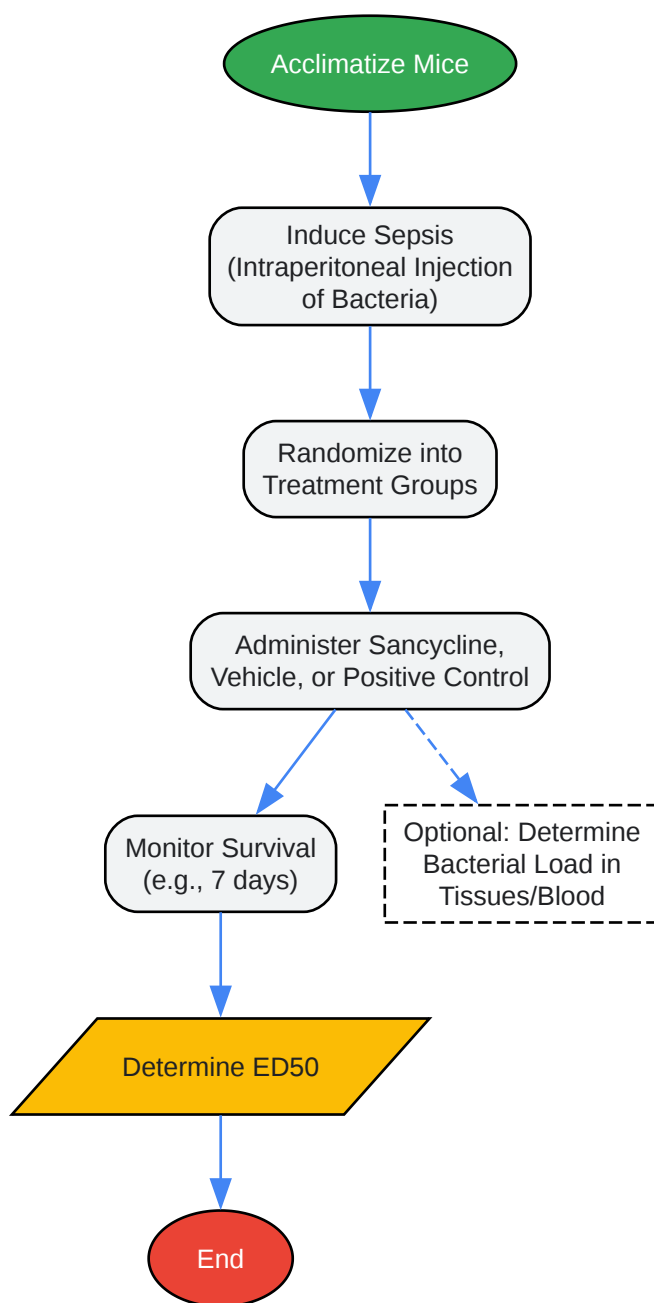 Acclimatize Mice
Induce Sepsis
(Intraperitoneal Injection
of Bacteria)
Randomize into
Treatment Groups
Administer Sancycline,
Vehicle, or Positive Control
Monitor Survival
(e.g., 7 days)
Optional: Determine
Bacterial Load in
Tissues/Blood
Determine ED50
End